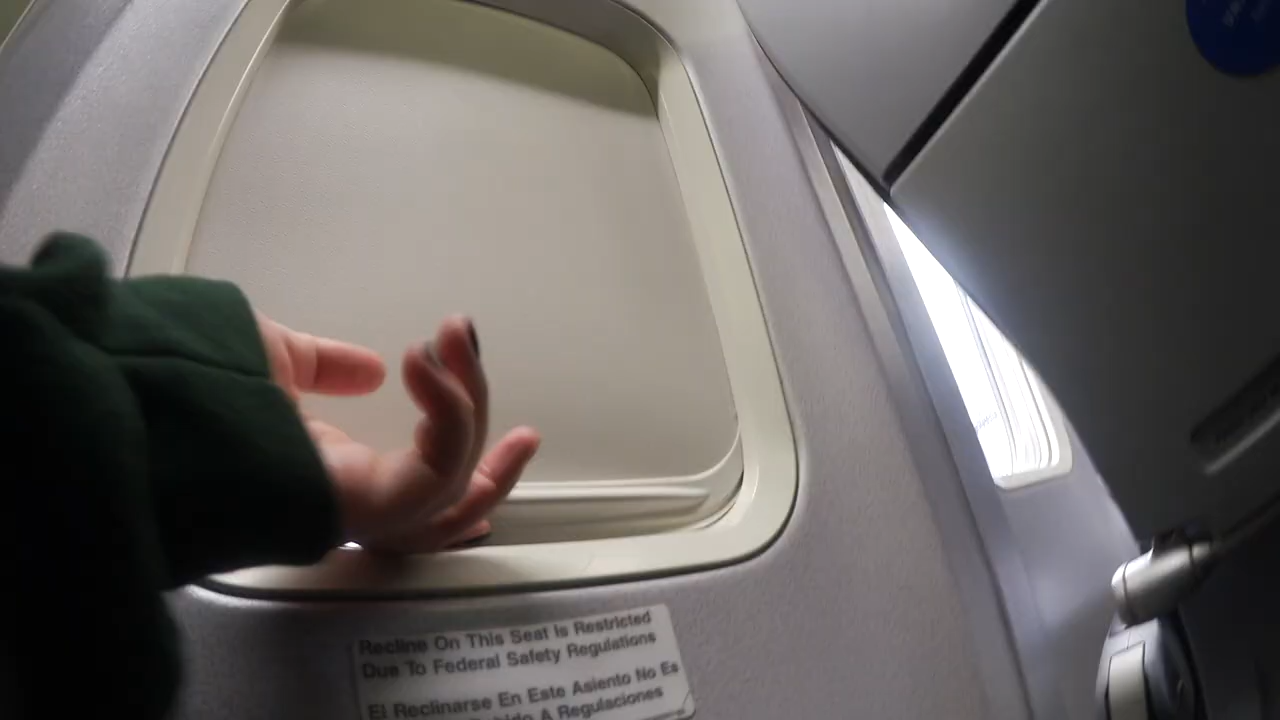 Recline On This Seat Is Restricted
Due To Federal Safety Regulations
El Reclinarse En Este Asiento No Es
Debido A Regulaciones